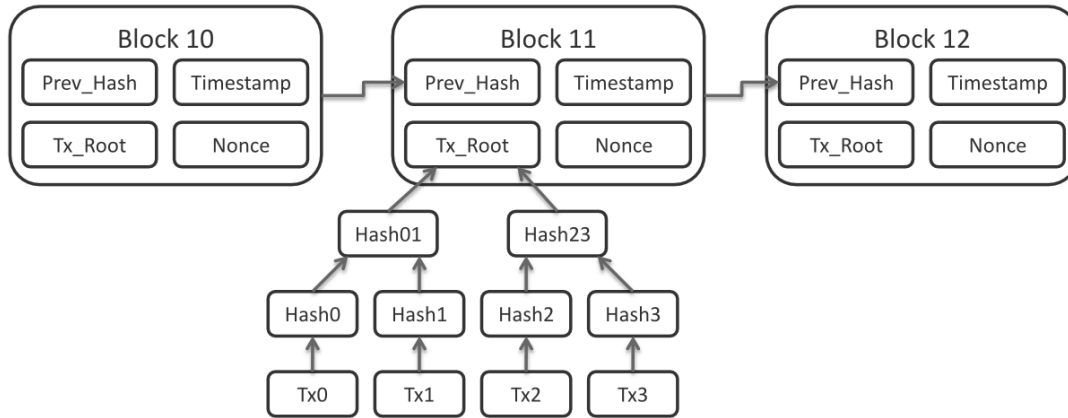 Block 10
Block 11
Block 12
Prev_Hash
Timestamp
Prev_Hash
Timestamp
Prev_Hash
Timestamp
Tx_Root
Nonce
Tx_Root
Nonce
Tx_Root
Nonce
Hash01
Hash23
Hash0
Hash1
Hash2
Hash3
Tx0
Tx1
Tx2
Tx3